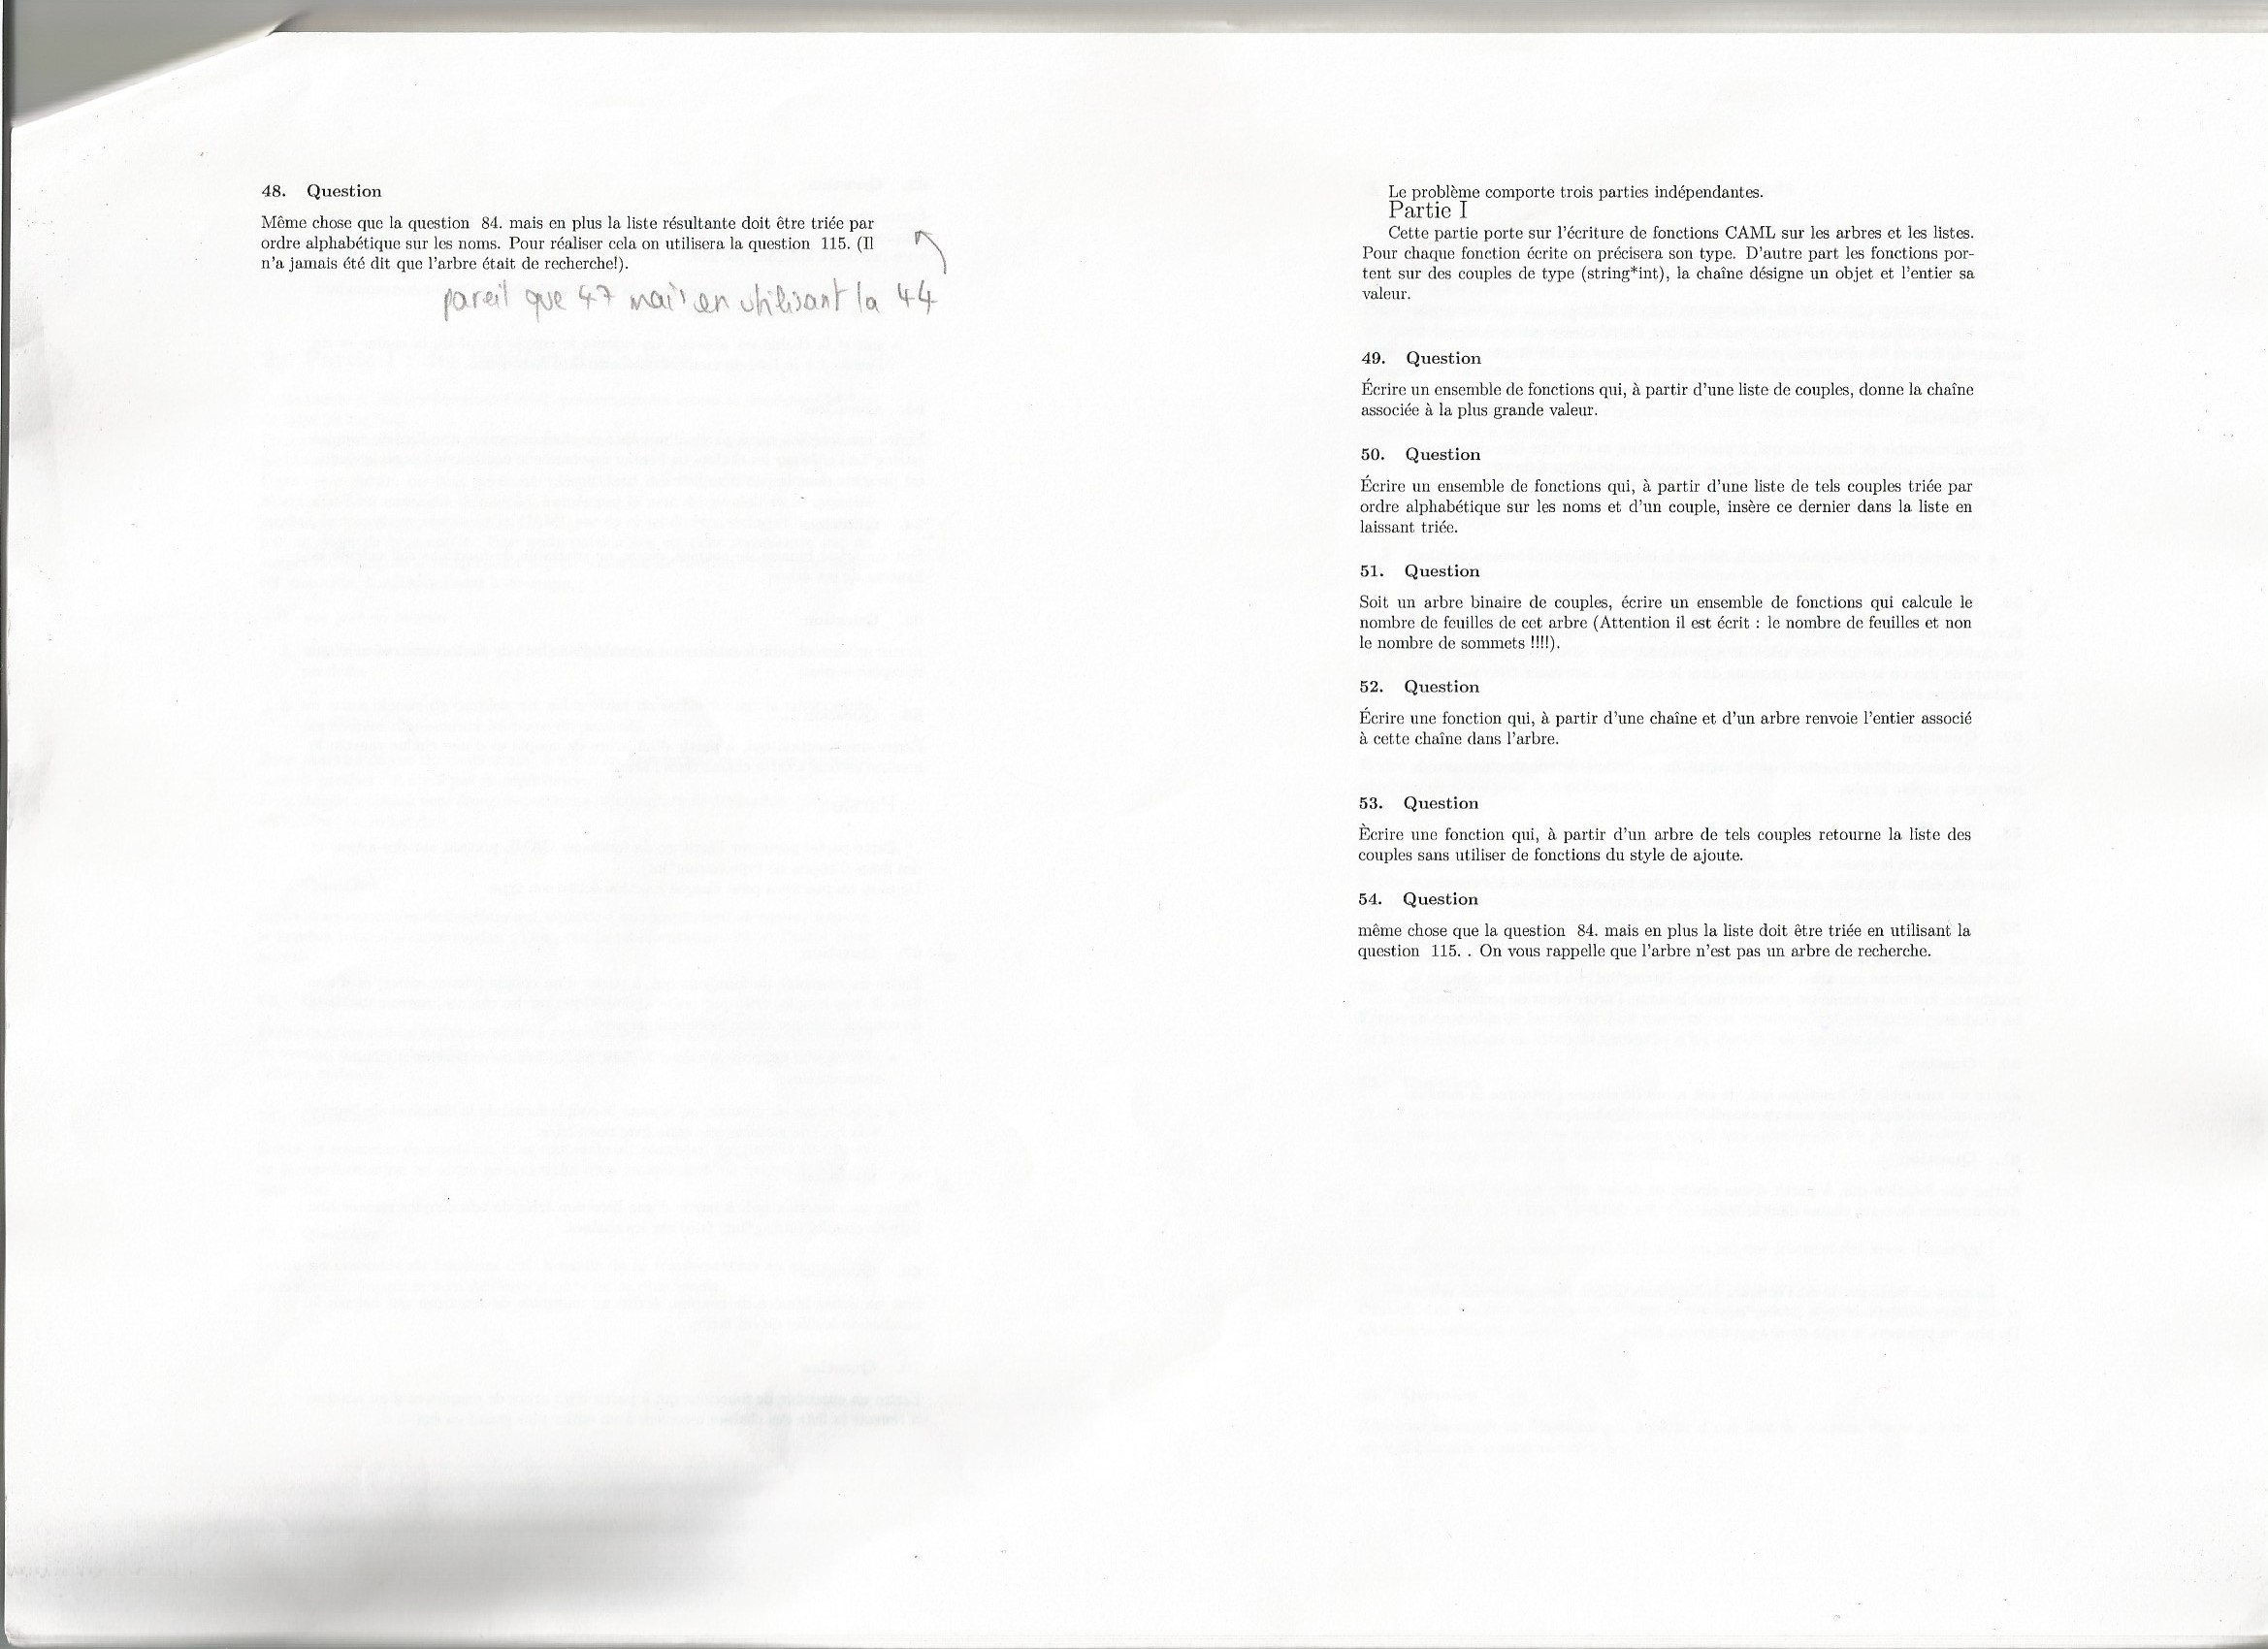 48. Question
Même chose que la question 84. mais en plus la liste résultante doit être triée par
ordre alphabétique sur les noms. Pour réaliser cela on utilisera la question 115. (Il
n'a jamais été dit que l'arbre était de recherche!).
pareil que 47 mais en utilisant la 44
Le problème comporte trois parties indépendantes.
Partie I
Cette partie porte sur l'écriture de fonctions CAML sur les arbres et les listes.
Pour chaque fonction écrite on précisera son type. D'autre part les fonctions por-
tent sur des couples de type (string*int), la chaîne désigne un objet et l'entier sa
valeur.
49. Question
Écrire un ensemble de fonctions qui, à partir d'une liste de couples, donne la chaîne
associée à la plus grande valeur.
50. Question
Écrire un ensemble de fonctions qui, à partir d'une liste de tels couples triée par
ordre alphabétique sur les noms et d'un couple, insère ce dernier dans la liste en
laissant triée.
51. Question
Soit un arbre binaire de couples, écrire un ensemble de fonctions qui calcule le
nombre de feuilles de cet arbre (Attention il est écrit : le nombre de feuilles et non
le nombre de sommets !!!!).
52. Question
Écrire une fonction qui, à partir d'une chaîne et d'un arbre renvoie l'entier associé
à cette chaîne dans l'arbre.
53. Question
Ècrire une fonction qui, à partir d'un arbre de tels couples retourne la liste des
couples sans utiliser de fonctions du style de ajoute.
54. Question
même chose que la question 84. mais en plus la liste doit être triée en utilisant la
question 115. . On vous rappelle que l'arbre n'est pas un arbre de recherche.